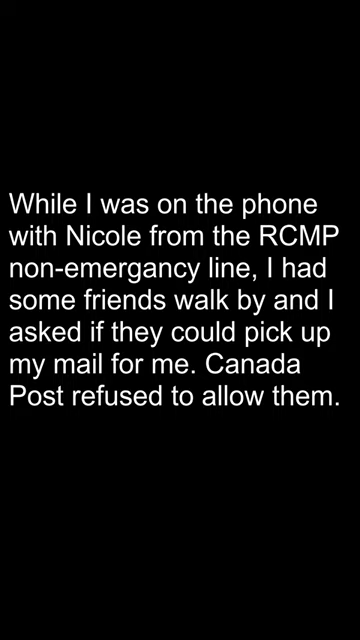 While I was on the phone
with Nicole from the RCMP
non-emergancy line, I had
some friends walk by and I
asked if they could pick up
my mail for me. Canada
Post refused to allow them.